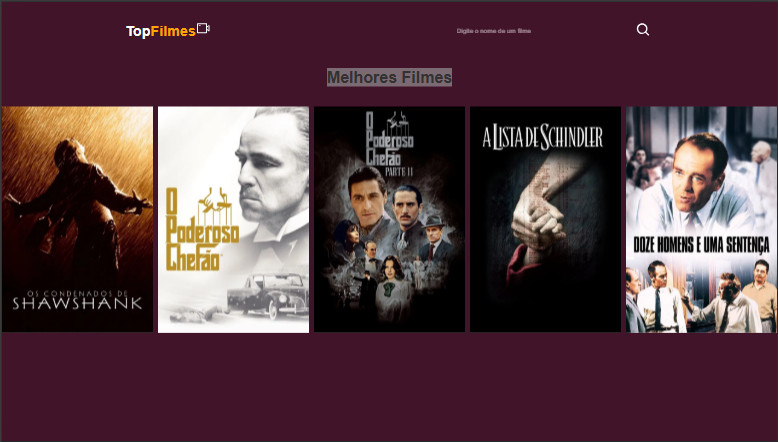 TopFilmes
Digite o nome de um filme
Melhores Filmes
OS CONDENADOS DE
SHAWSHANK
O
Poderoso
Chefão
O
Poderoso
Chefão
PARTE II
A LISTA DE SCHINDLER
DOZE HOMENS E UMA SENTENÇA